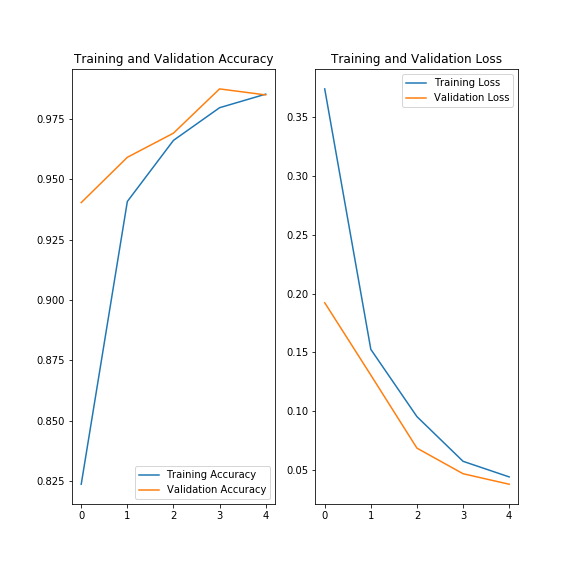 Training and Validation Accuracy
0.975
0.950
0.925
0.900
0.875
0.850
0.825
Training Accuracy
Validation Accuracy
0 1 2 3 4
Training and Validation Loss
Training Loss
Validation Loss
0.35
0.30
0.25
0.20
0.15
0.10
0.05
0 1 2 3 4